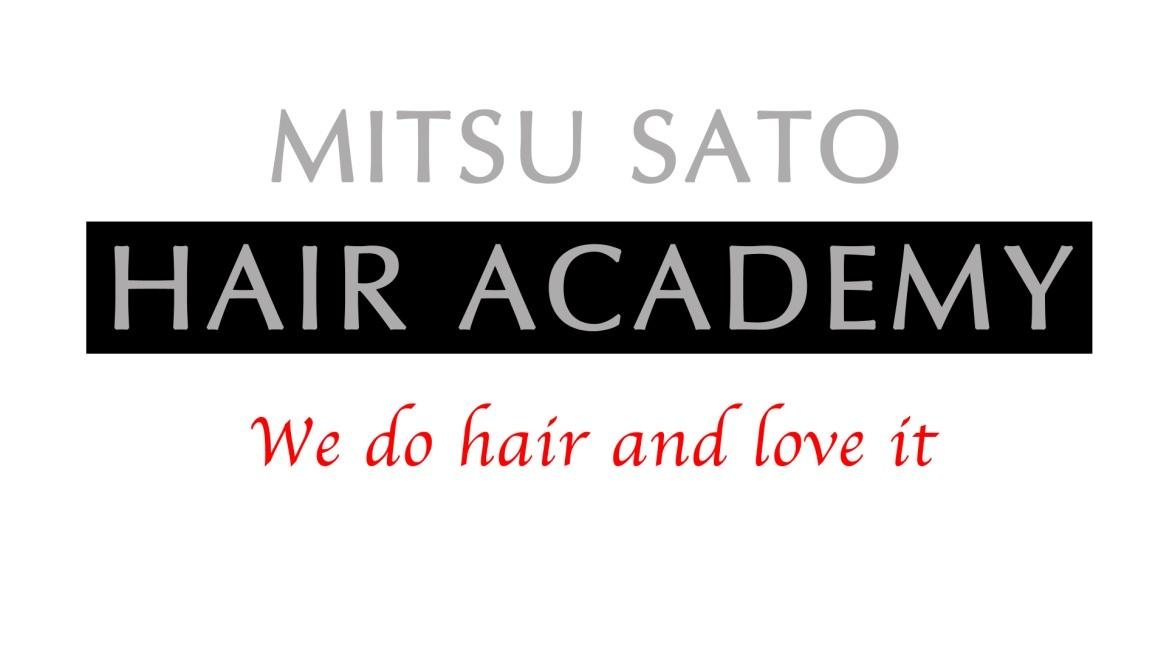 MITSU SATO
HAIR ACADEMY
We do hair and love it